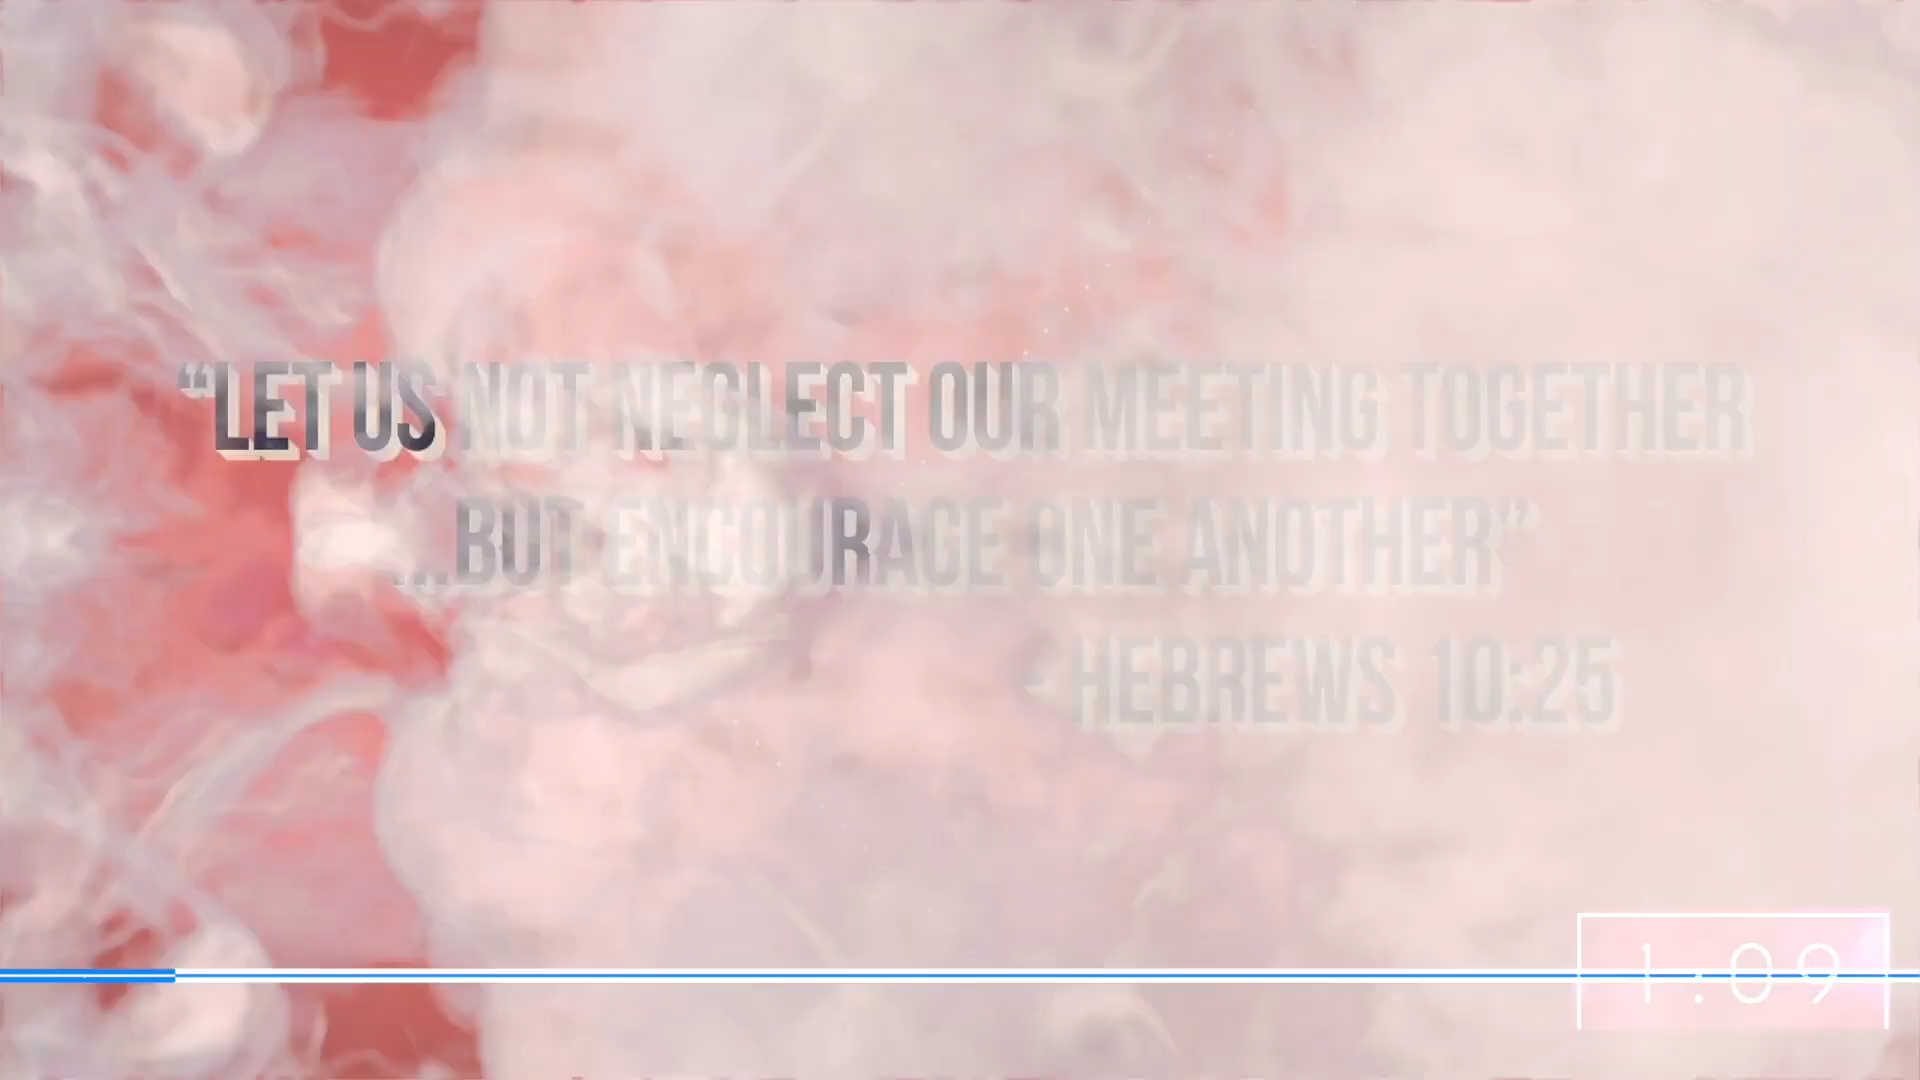 “LET US NOT NEGLECT OUR MEETING TOGETHER
...BUT ENCOURAGE ONE ANOTHER”
- HEBREWS 10:25
1:09